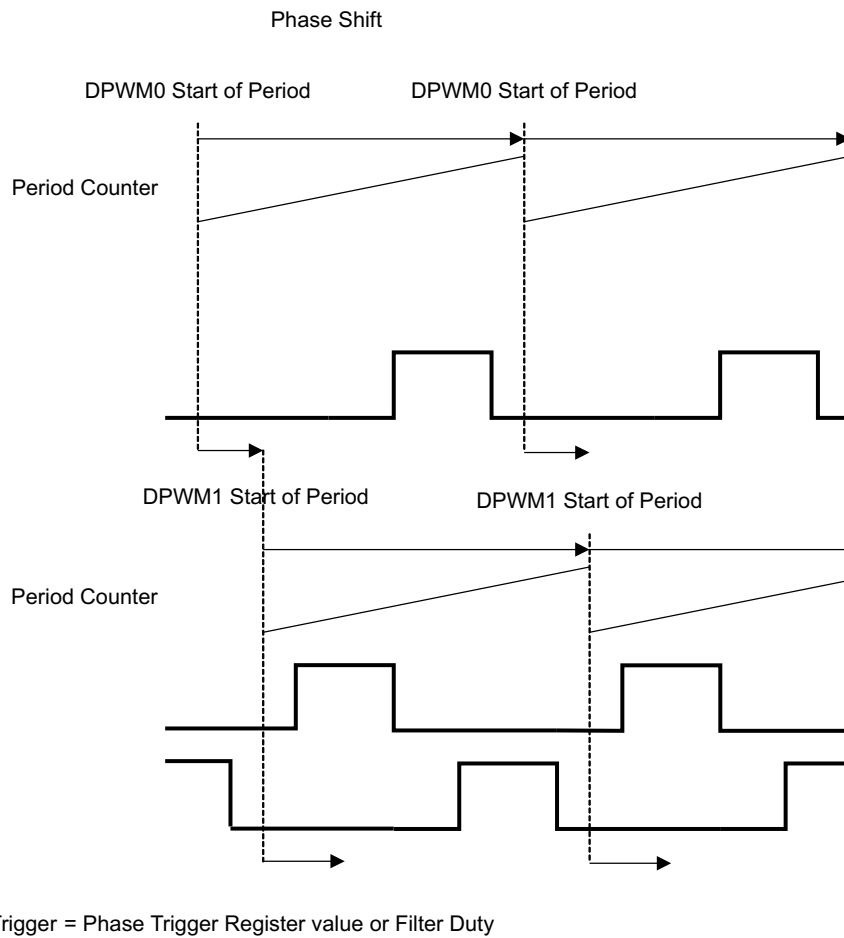 Phase Shift
DPWM0 Start of Period
DPWM0 Start of Period
Period Counter
DPWM1 Start of Period
DPWM1 Start of Period
Period Counter
rigger = Phase Trigger Register value or Filter Duty